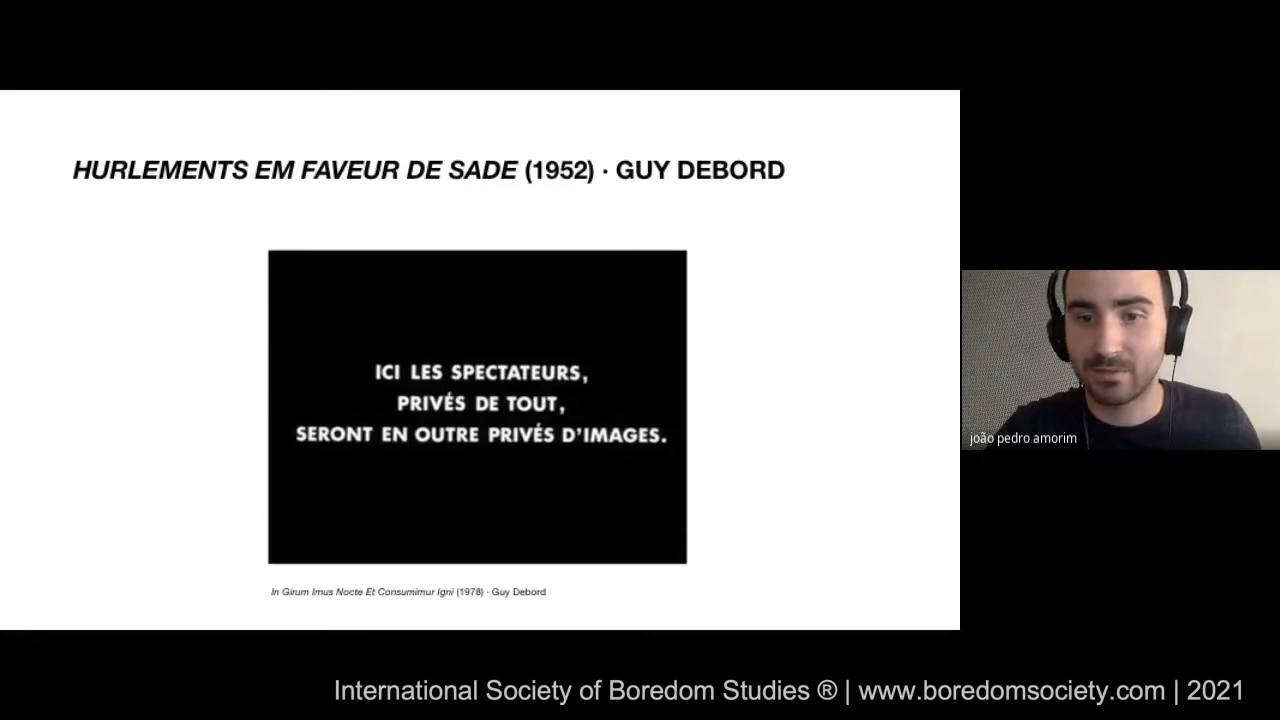 HURLEMENTS EM FAVEUR DE SADE (1952) · GUY DEBORD
ICI LES SPECTATEURS,
PRIVÉS DE TOUT,
SERONT EN OUTRE PRIVÉS D'IMAGES.
In Girum Imus Nocte Et Consumimur Igni (1978) · Guy Debord
joão pedro amorim
International Society of Boredom Studies ® | www.boredomsociety.com | 2021